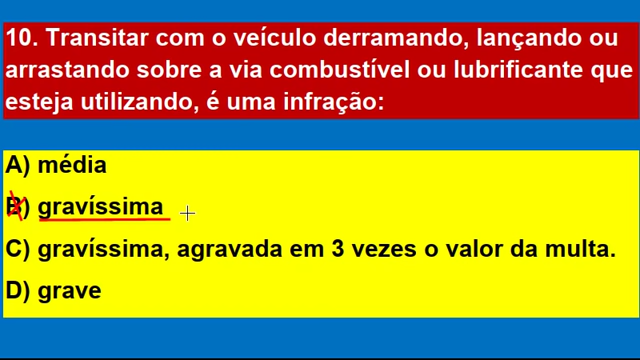 10. Transitar com o veículo derramando, lançando ou
arrastando sobre a via combustível ou lubrificante que
esteja utilizando, é uma infração:
A) média
B) gravíssima
C) gravíssima, agravada em 3 vezes o valor da multa.
D) grave